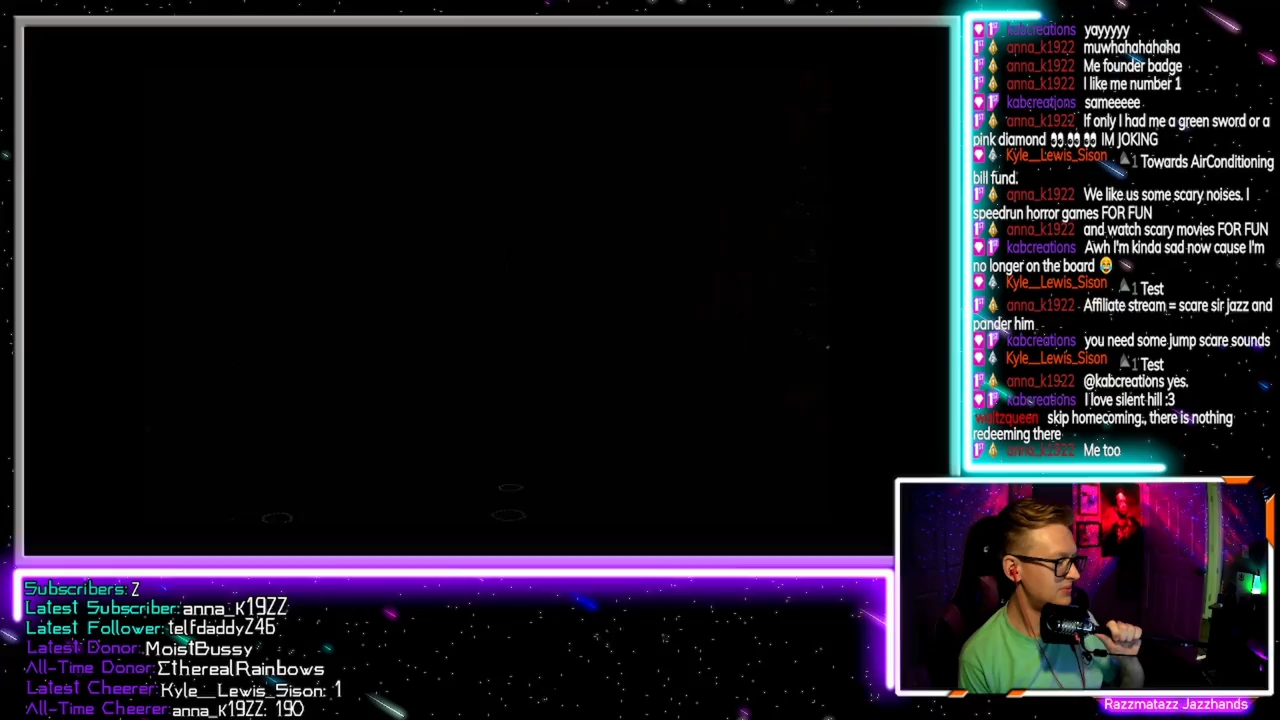 kabcreations yayyyyy
anna_k1922 muwhahahahaha
anna_k1922 Me founder badge
anna_k1922 I like me number 1
kabcreations sameeeee
anna_k1922 If only I had me a green sword or a
pink diamond 👀 👀 👀 IM JOKING
Kyle__Lewis_Sison 1 Towards AirConditioning
bill fund.
anna_k1922 We like us some scary noises. I
speedrun horror games FOR FUN
anna_k1922 and watch scary movies FOR FUN
kabcreations Awh I'm kinda sad now cause I'm
no longer on the board 😂
Kyle__Lewis_Sison 1 Test
anna_k1922 Affiliate stream = scare sir jazz and
pander him
kabcreations you need some jump scare sounds
Kyle__Lewis_Sison 1 Test
anna_k1922 @kabcreations yes.
kabcreations I love silent hill :3
waltzqueen skip homecoming., there is nothing
redeeming there
anna_k1922 Me too
Subscribers: 2
Latest Subscriber: anna_k1922
Latest Follower: telfdaddy246
Latest Donor: MoistBussy
All-Time Donor: EtherealRainbows
Latest Cheerer: Kyle__Lewis_Sison: 1
All-Time Cheerer: anna_k1922: 190
Razzmatazz Jazzhands